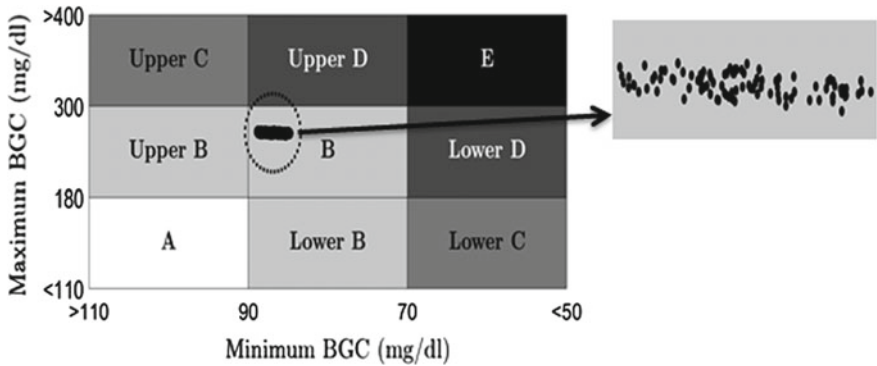 Maximum BGC (mg/dl)
>400
300
180
<110
Upper C
Upper D
E
Upper B
B
Lower D
A
Lower B
Lower C
>110
90
70
<50
Minimum BGC (mg/dl)